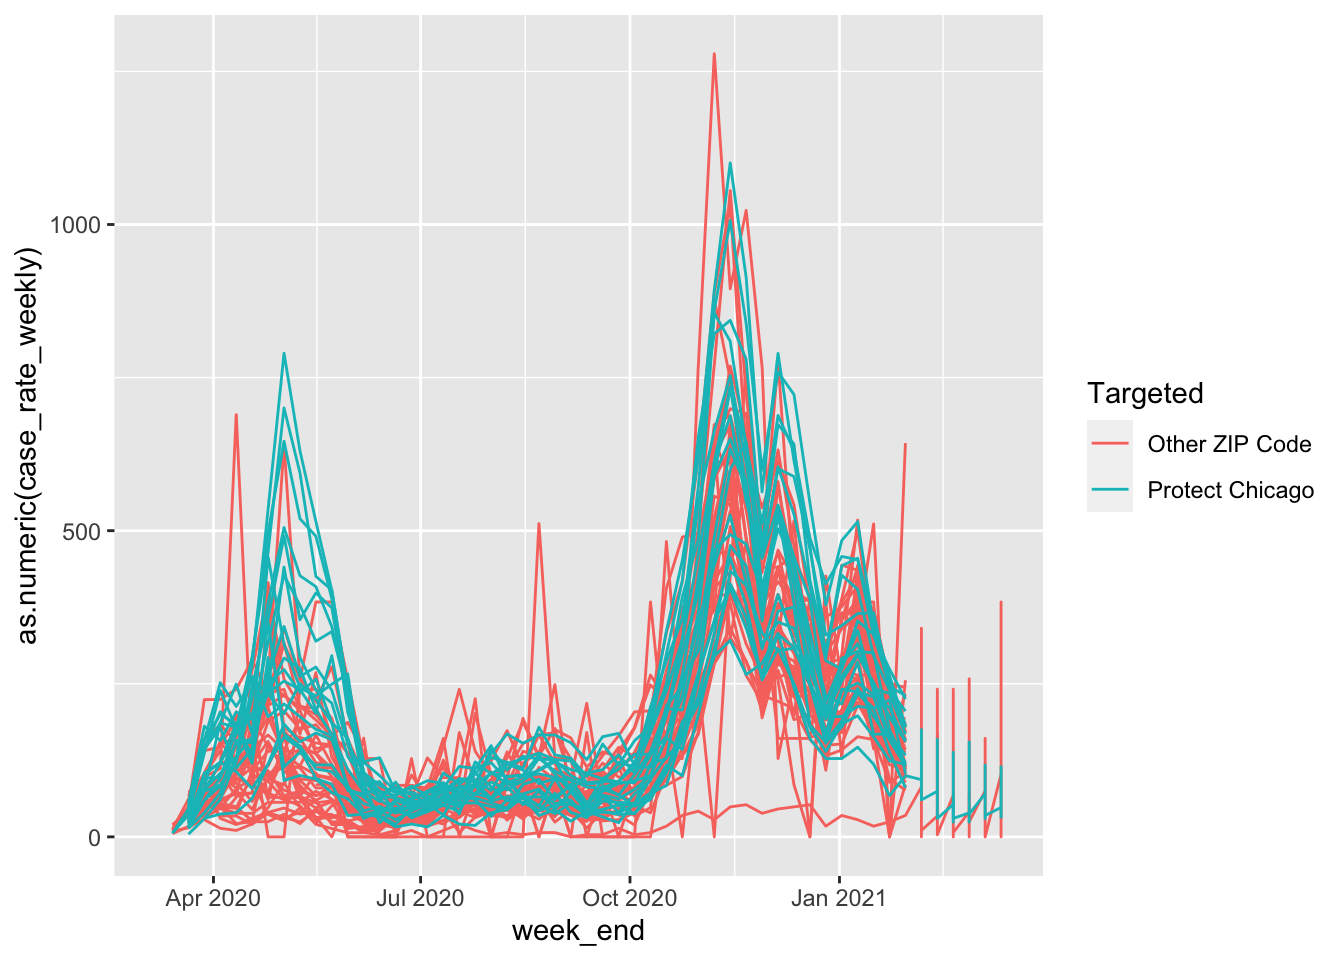 as.numeric(case_rate_weekly)
1000
500
0
Apr 2020
Jul 2020
Oct 2020
Jan 2021
week_end
Targeted
Other ZIP Code
Protect Chicago